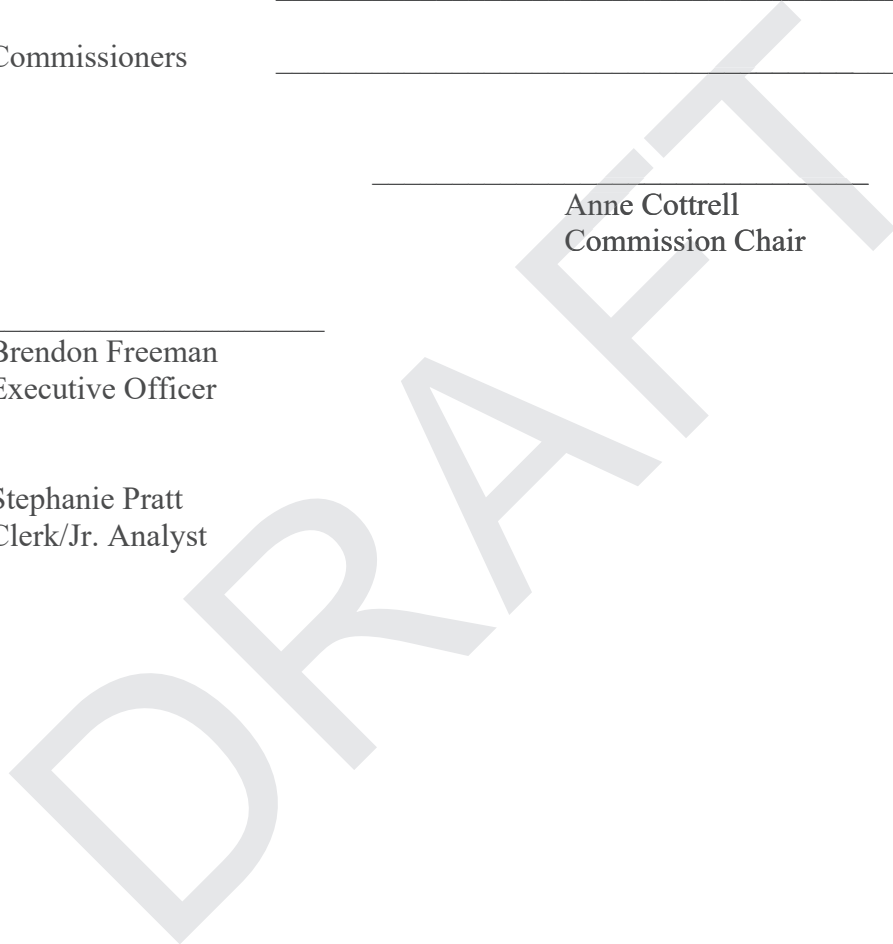 Commissioners
Anne Cottrell
Commission Chair
Brendon Freeman
Executive Officer
Stephanie Pratt
Clerk/Jr. Analyst
DRAFT